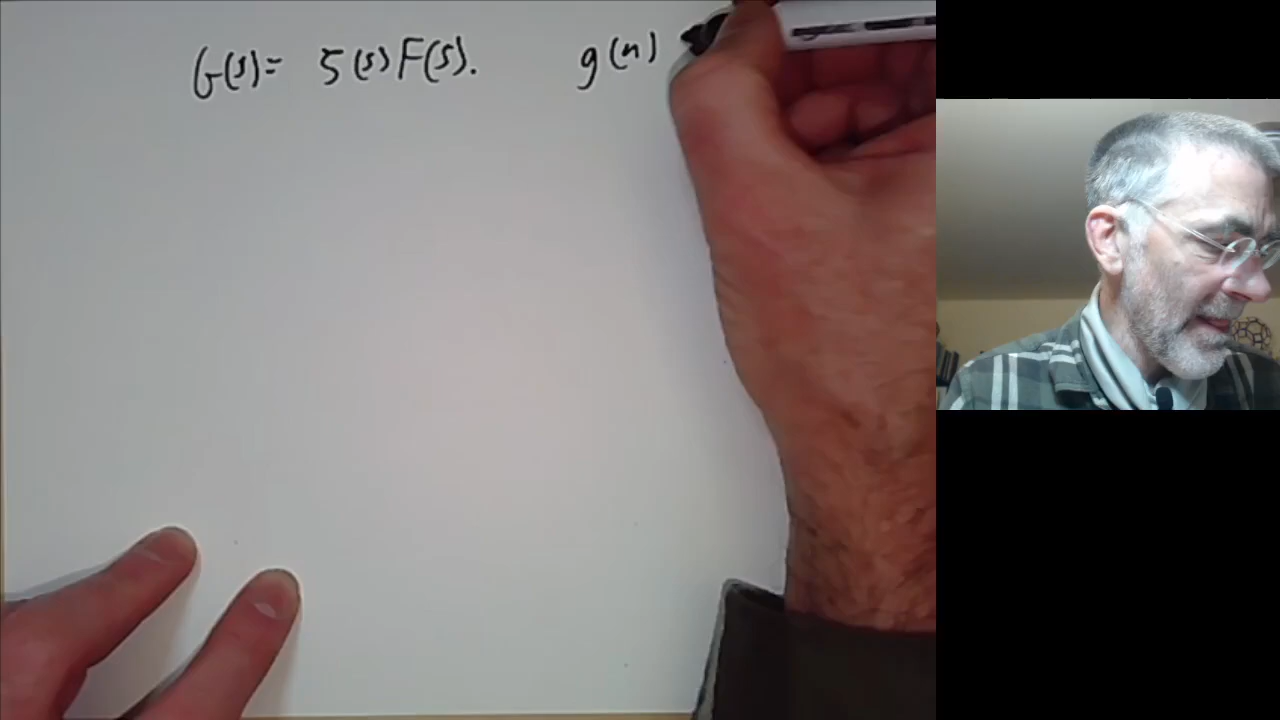 G(s) = ζ(s) F(s).    g(n)